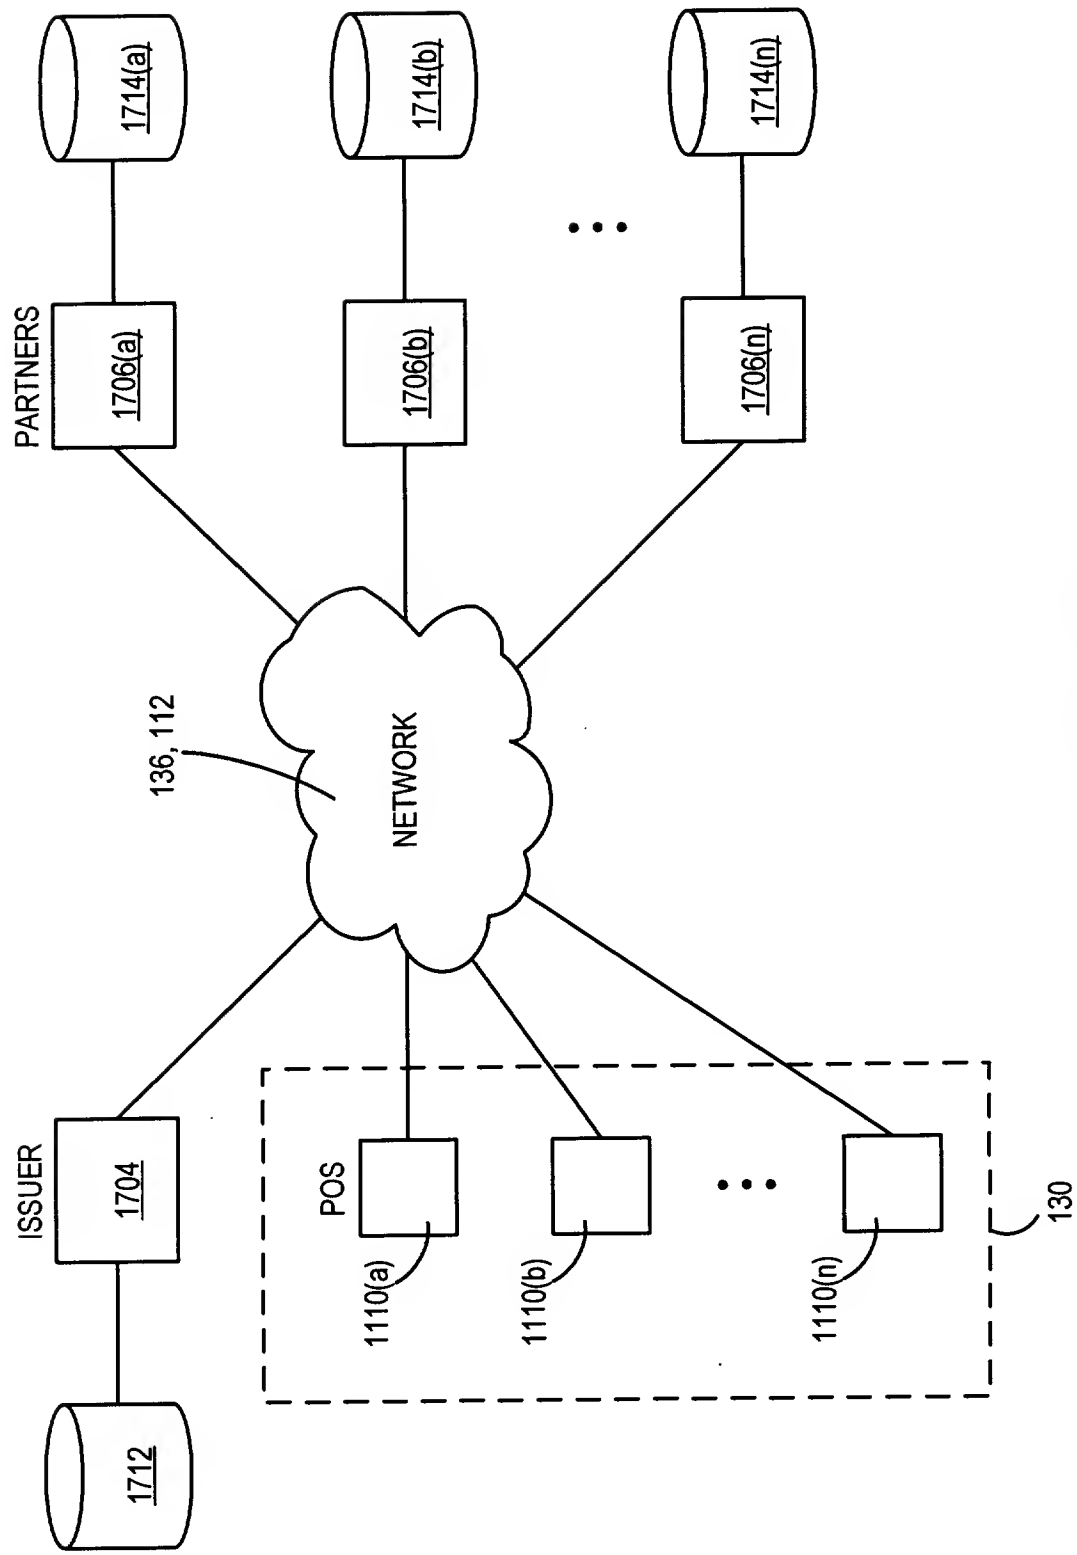 ISSUER
PARTNERS
1712
1704
136, 112
1706(a)
1714(a)
POS
1110(a)
NETWORK
1706(b)
1714(b)
1110(b)
1110(n)
1706(n)
1714(n)
130